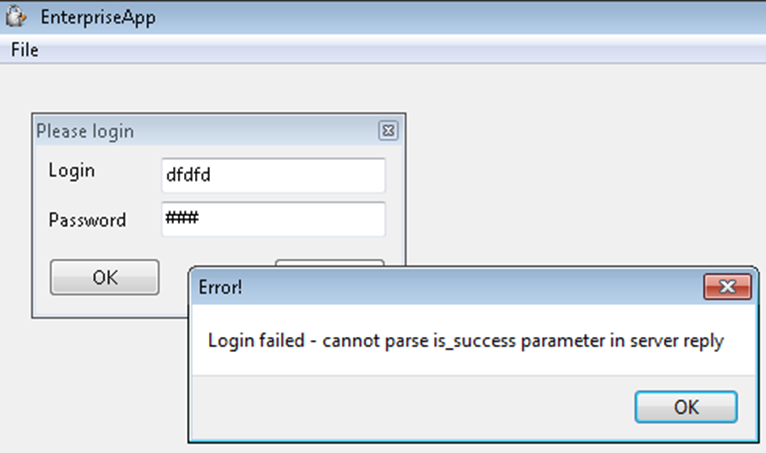 EnterpriseApp
File
Please login
Login dfdfd
Password ###
OK
Error!
Login failed - cannot parse is_success parameter in server reply
OK